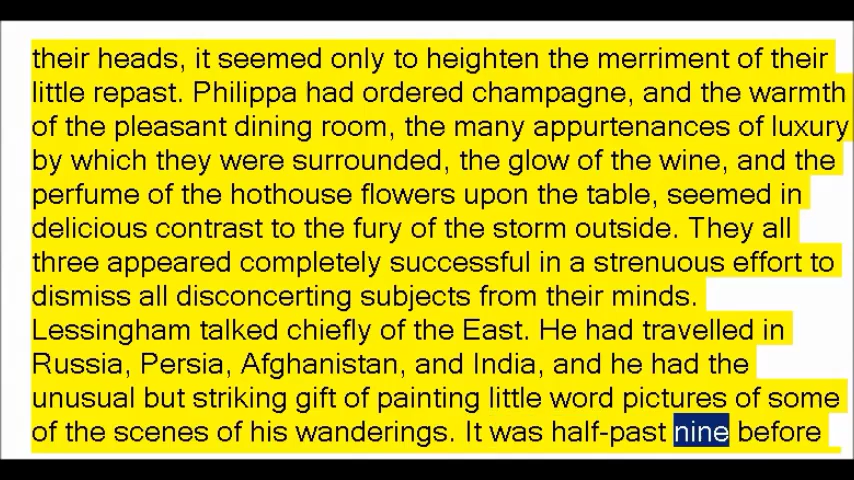 their heads, it seemed only to heighten the merriment of their
little repast. Philippa had ordered champagne, and the warmth
of the pleasant dining room, the many appurtenances of luxury
by which they were surrounded, the glow of the wine, and the
perfume of the hothouse flowers upon the table, seemed in
delicious contrast to the fury of the storm outside. They all
three appeared completely successful in a strenuous effort to
dismiss all disconcerting subjects from their minds.
Lessingham talked chiefly of the East. He had travelled in
Russia, Persia, Afghanistan, and India, and he had the
unusual but striking gift of painting little word pictures of some
of the scenes of his wanderings. It was half-past nine before